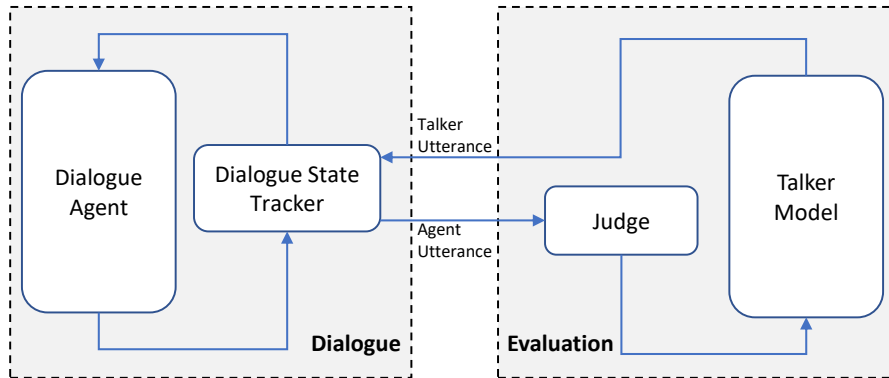 Dialogue
Agent
Dialogue State
Tracker
Talker
Utterance
Agent
Utterance
Judge
Talker
Model
Dialogue
Evaluation